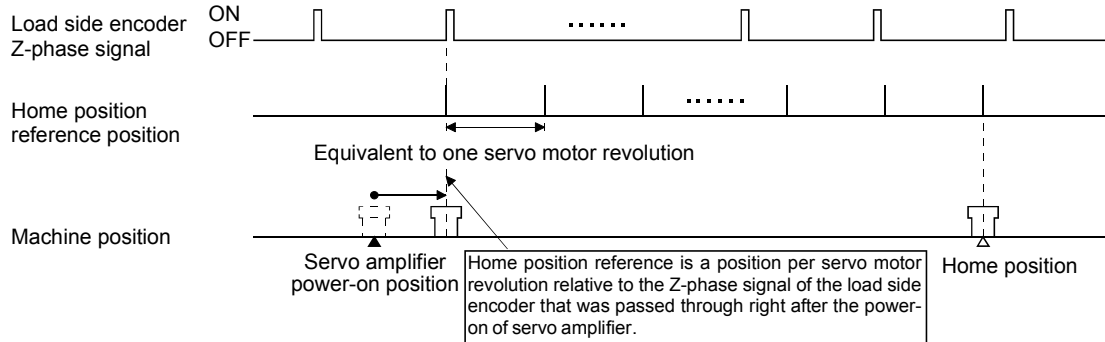 Load side encoder
Z-phase signal
ON
OFF
Home position
reference position
Equivalent to one servo motor revolution
Machine position
Servo amplifier
power-on position
Home position reference is a position per servo motor
revolution relative to the Z-phase signal of the load side
encoder that was passed through right after the power-
on of servo amplifier.
Home position